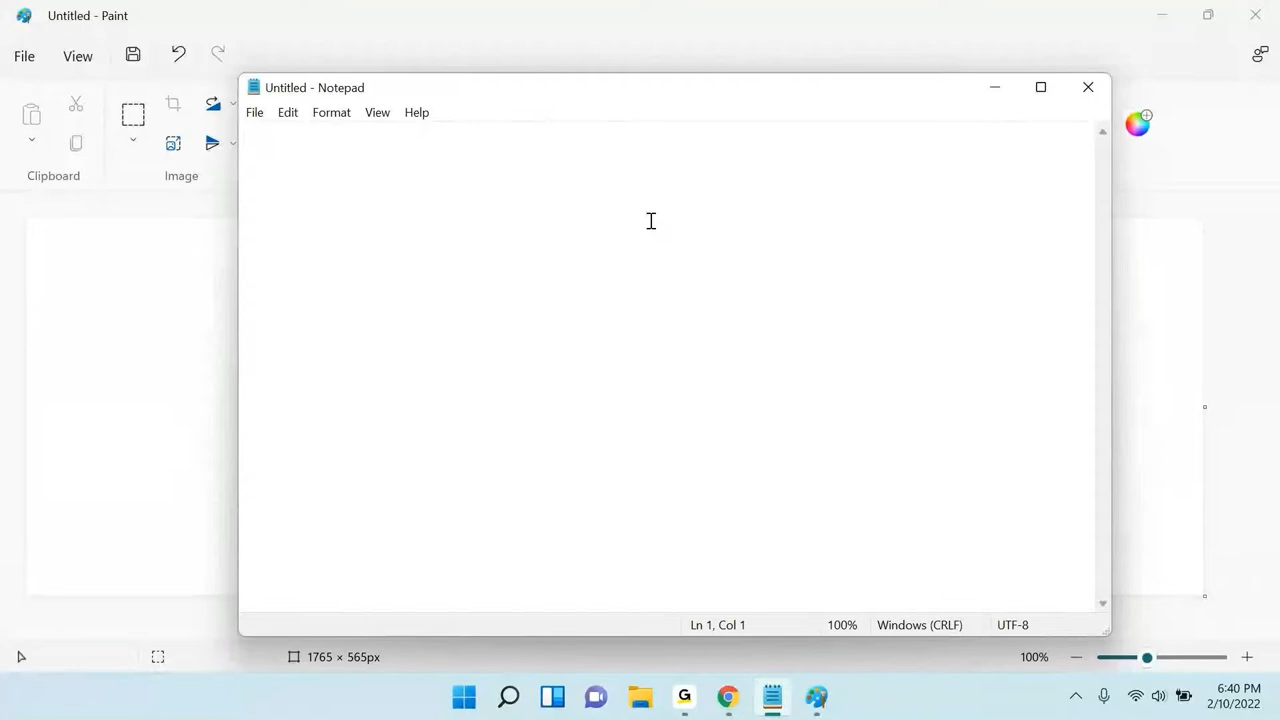 Untitled - Paint
File View
Untitled - Notepad
File Edit Format View Help
Clipboard
Image
Ln 1, Col 1 100% Windows (CRLF) UTF-8
1765 × 565px 100%
G
6:40 PM
2/10/2022